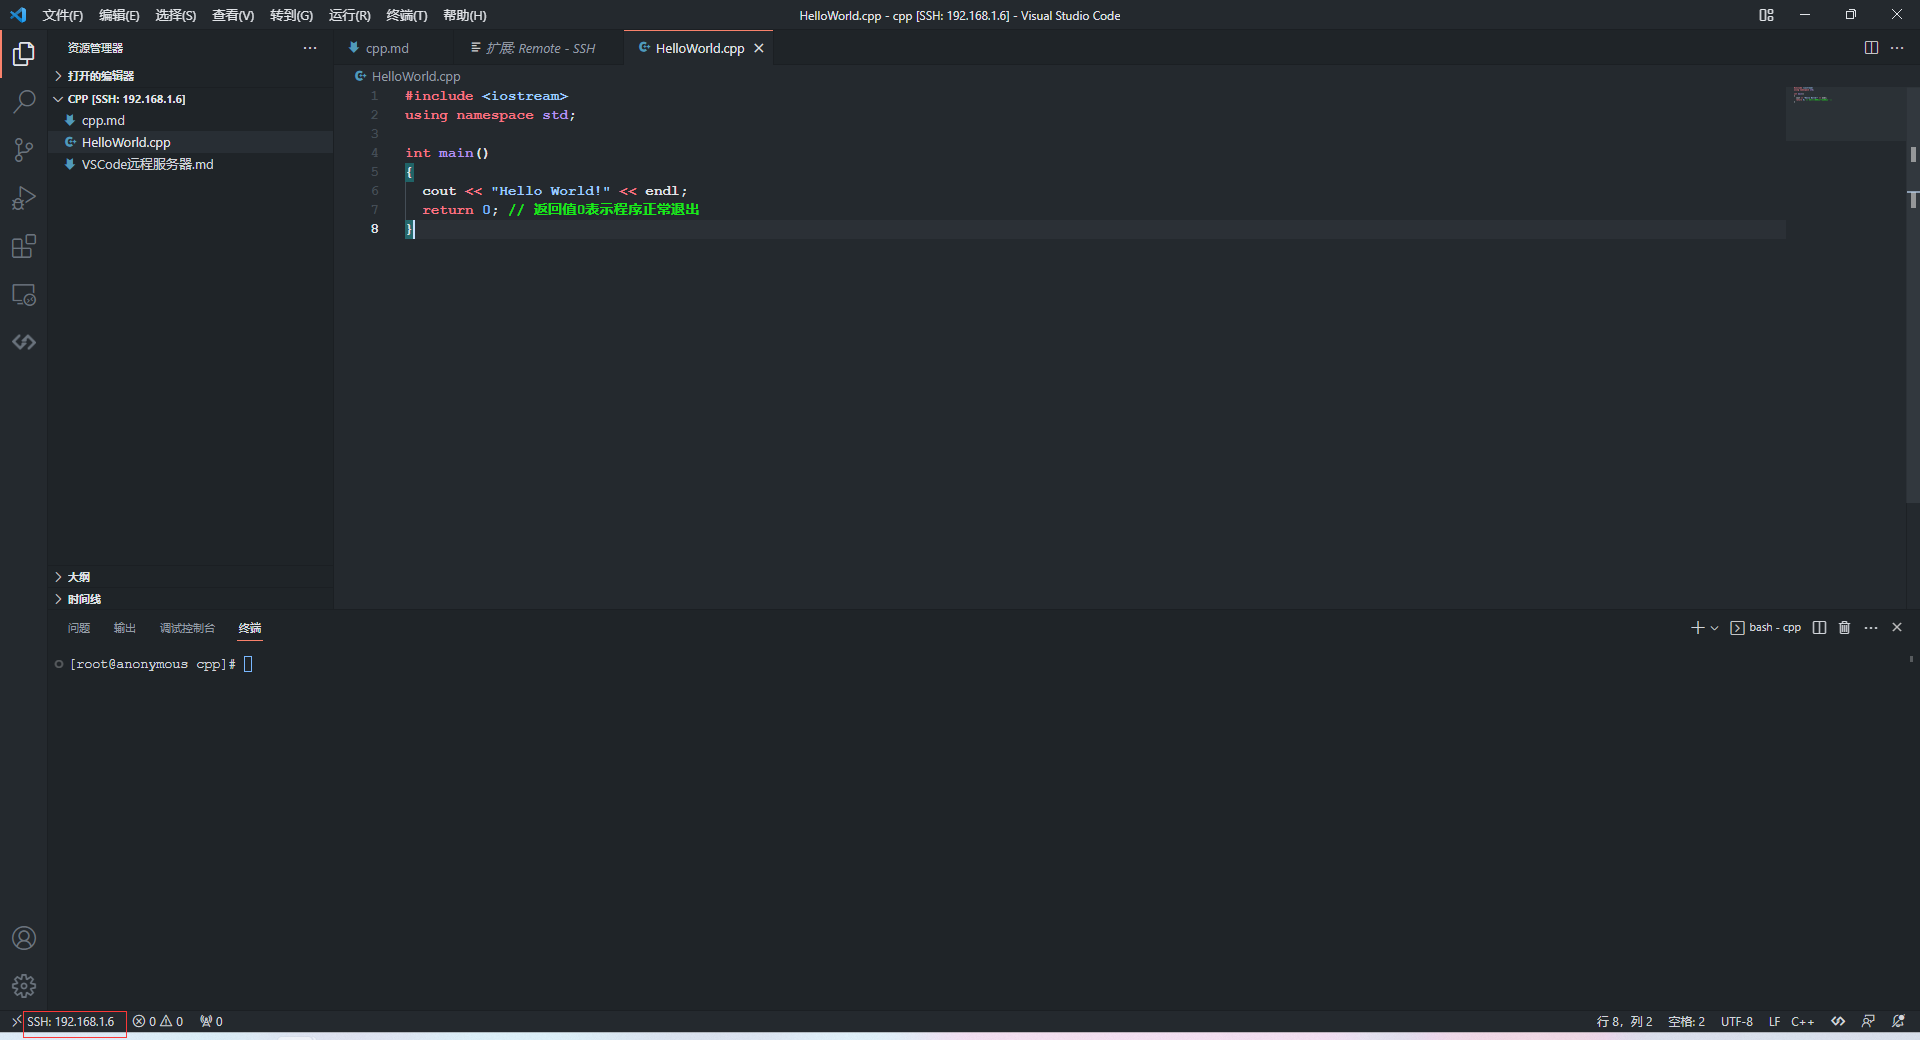 文件(F) 编辑(E) 选择(S) 查看(V) 转到(G) 运行(R) 终端(T) 帮助(H) HelloWorld.cpp - cpp [SSH: 192.168.1.6] - Visual Studio Code
资源管理器
打开的编辑器
CPP [SSH: 192.168.1.6]
cpp.md
HelloWorld.cpp
VSCode远程服务器.md
大纲
时间线
cpp.md 扩展: Remote - SSH HelloWorld.cpp
HelloWorld.cpp
1 #include <iostream>
2 using namespace std;
3
4 int main()
5 {
6 cout << "Hello World!" << endl;
7 return 0; // 返回值0表示程序正常退出
8 }
问题 输出 调试控制台 终端 bash - cpp
[root@anonymous cpp]#
SSH: 192.168.1.6 0 0 0 行 8，列 2 空格: 2 UTF-8 LF C++